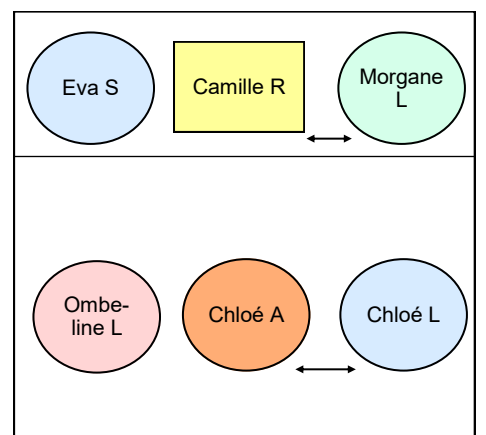 Eva S
Camille R
Morgane
L
Ombe-
line L
Chloé A
Chloé L